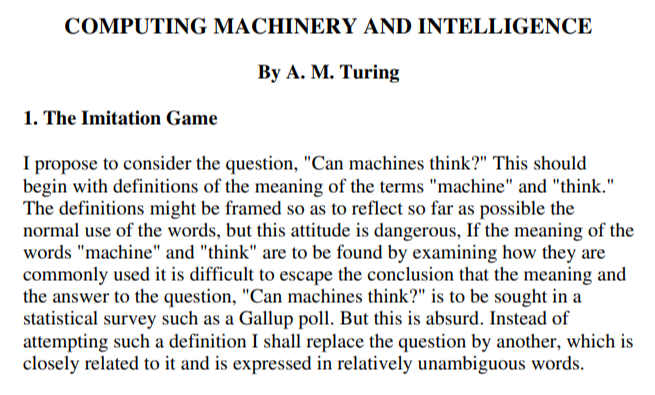 COMPUTING MACHINERY AND INTELLIGENCE
By A. M. Turing
1. The Imitation Game
I propose to consider the question, "Can machines think?" This should
begin with definitions of the meaning of the terms "machine" and "think."
The definitions might be framed so as to reflect so far as possible the
normal use of the words, but this attitude is dangerous, If the meaning of the
words "machine" and "think" are to be found by examining how they are
commonly used it is difficult to escape the conclusion that the meaning and
the answer to the question, "Can machines think?" is to be sought in a
statistical survey such as a Gallup poll. But this is absurd. Instead of
attempting such a definition I shall replace the question by another, which is
closely related to it and is expressed in relatively unambiguous words.